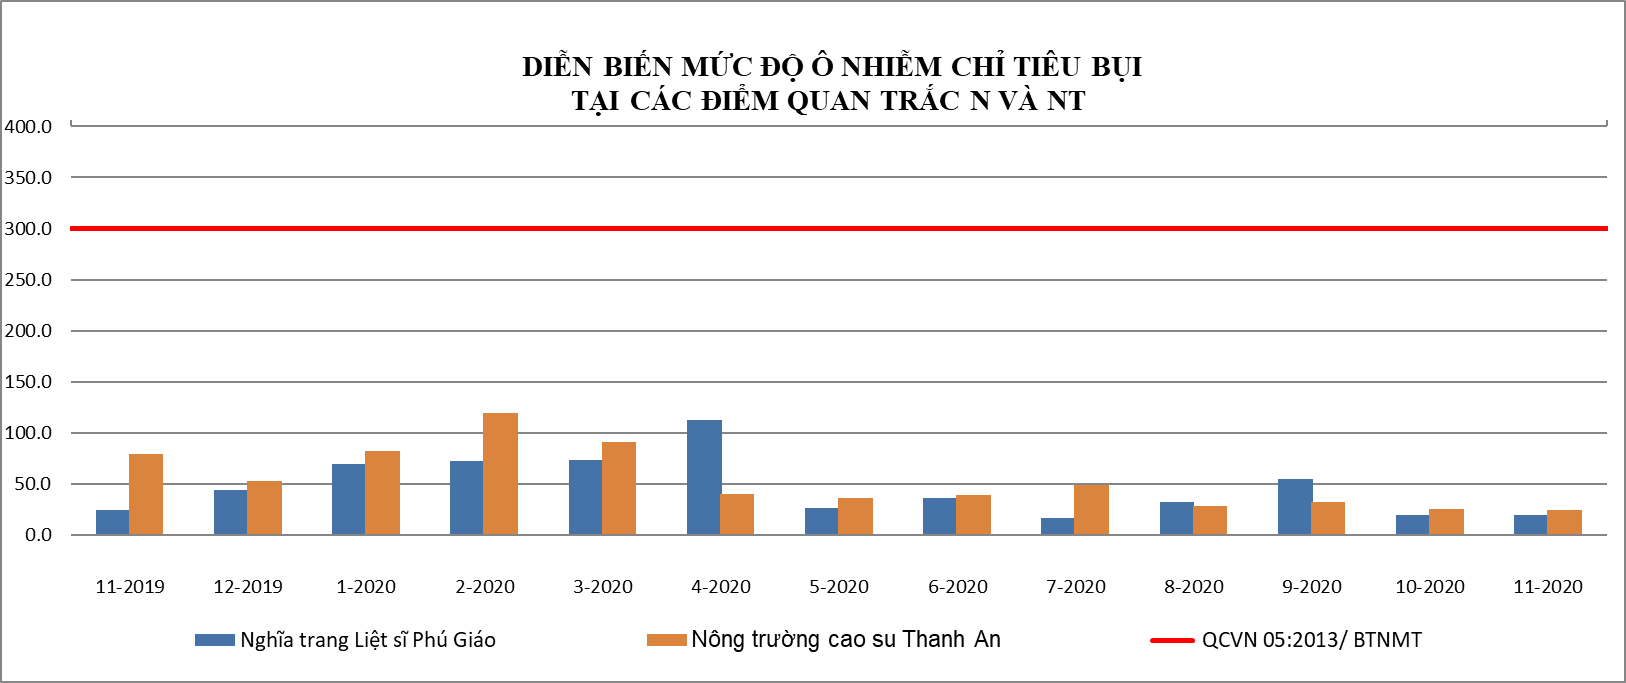 DIỄN BIẾN MỨC ĐỘ Ô NHIỄM CHỈ TIÊU BỤI
TẠI CÁC ĐIỂM QUAN TRẮC N VÀ NT
400.0
350.0
300.0
250.0
200.0
150.0
100.0
50.0
0.0
11-2019 12-2019 1-2020 2-2020 3-2020 4-2020 5-2020 6-2020 7-2020 8-2020 9-2020 10-2020 11-2020
Nghĩa trang Liệt sĩ Phú Giáo Nông trường cao su Thanh An QCVN 05:2013/ BTNMT